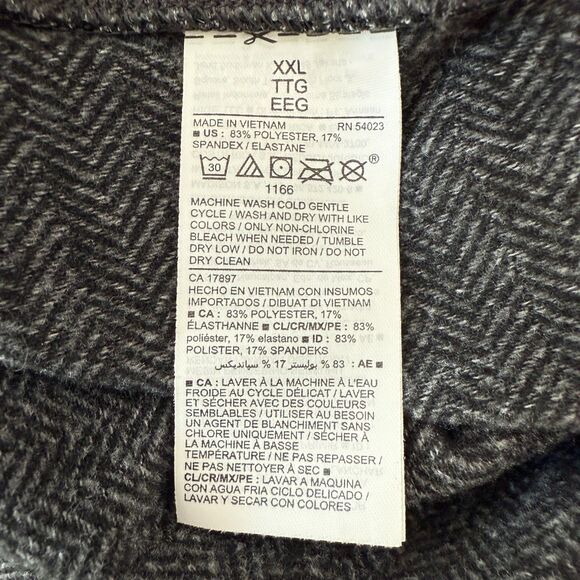 XXL
TTG
EEG
MADE IN VIETNAM RN 54023
■ US : 83% POLYESTER, 17%
SPANDEX / ELASTANE
30 ®
1166
MACHINE WASH COLD GENTLE
CYCLE / WASH AND DRY WITH LIKE
COLORS / ONLY NON-CHLORINE
BLEACH WHEN NEEDED / TUMBLE
DRY LOW / DO NOT IRON / DO NOT
DRY CLEAN
CA 17897
HECHO EN VIETNAM CON INSUMOS
IMPORTADOS / DIBUAT DI VIETNAM
■ CA : 83% POLYESTER, 17%
ÉLASTHANNE ■ CL/CR/MX/PE : 83%
poliéster, 17% elastano ■ ID : 83%
POLISTER, 17% SPANDEKS
■ AE : 83 % بوليستر 17 % سپانديكس
■ CA : LAVER À LA MACHINE À L'EAU
FROIDE AU CYCLE DÉLICAT / LAVER
ET SÉCHER AVEC DES COULEURS
SEMBLABLES / UTILISER AU BESOIN
UN AGENT DE BLANCHIMENT SANS
CHLORE UNIQUEMENT / SÉCHER À
LA MACHINE À BASSE
TEMPÉRATURE / NE PAS REPASSER /
NE PAS NETTOYER À SEC ■
CL/CR/MX/PE : LAVAR A MAQUINA
CON AGUA FRIA CICLO DELICADO /
LAVAR Y SECAR CON COLORES